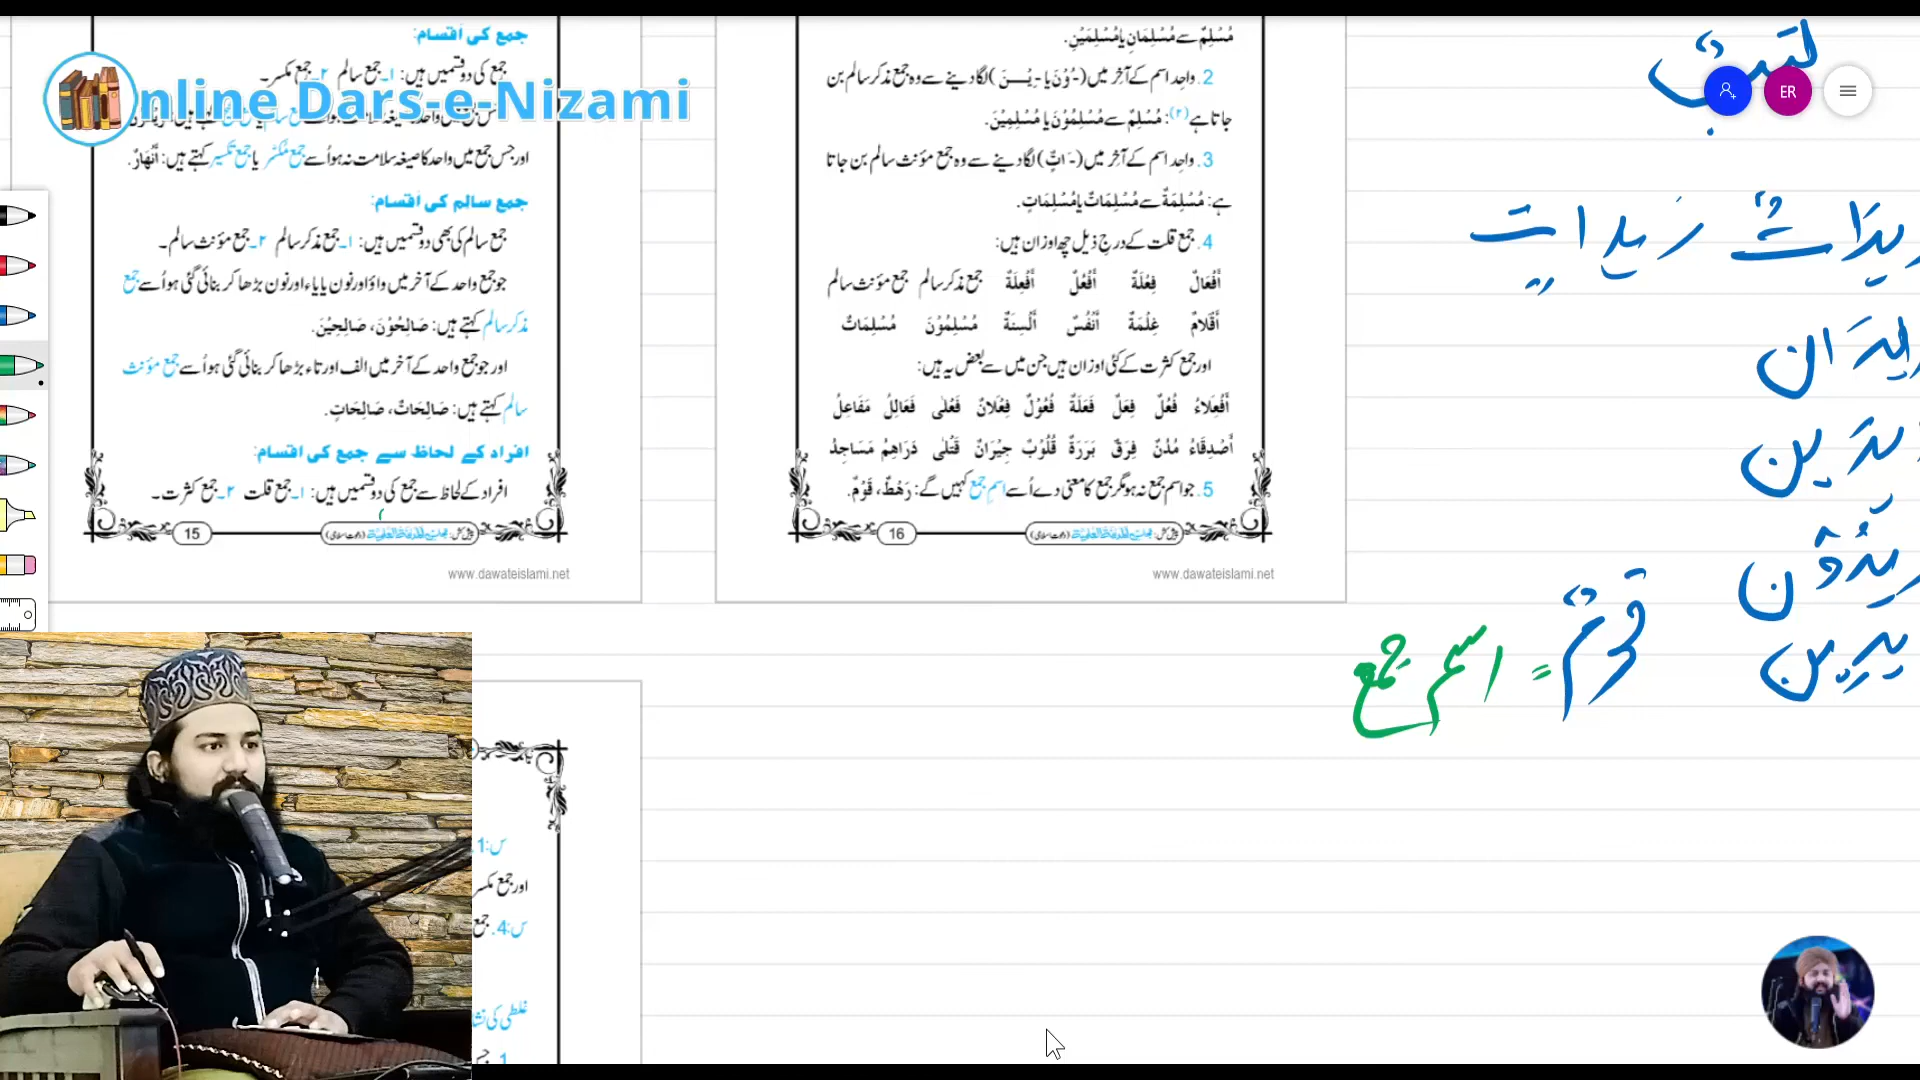 nline Dars-e-Nizami
ER
جمع کی اقسام:
جمع کی دو قسمیں ہیں: ۱۔جمع سالم ۲۔جمع مکسر۔
اور جس جمع میں واحد کا صیغہ سلامت نہ ہو اُسے جمع مُکسَّر یا جمع تکسیر کہتے ہیں: أَنْهَارٌ.
جمع سالم کی اقسام:
جمع سالم کی بھی دو قسمیں ہیں: ۱۔جمع مذکر سالم ۲۔جمع مؤنث سالم۔
جو جمع واحد کے آخر میں واؤ اور نون یا یاء اور نون بڑھا کر بنائی گئی ہو اُسے جمع
مذکر سالم کہتے ہیں: صَالِحُوْنَ، صَالِحِيْنَ.
اور جو جمع واحد کے آخر میں الف اور تاء بڑھا کر بنائی گئی ہو اُسے جمع مؤنث
سالم کہتے ہیں: صَالِحَاتٌ، صَالِحَاتٍ.
افراد کے لحاظ سے جمع کی اقسام:
افراد کے لحاظ سے جمع کی دو قسمیں ہیں: ۱۔جمع قلت ۲۔جمع کثرت۔
15
www.dawateislami.net
مُسْلِمٌ سے مُسْلِمَانِ یا مُسْلِمَيْنِ.
2. واحد اسم کے آخر میں (ـُ وْنَ یا ـِ يْنَ) لگا دینے سے وہ جمع مذکر سالم بن
جاتا ہے(۲): مُسْلِمٌ سے مُسْلِمُوْنَ یا مُسْلِمِيْنَ.
3. واحد اسم کے آخر میں (ـَ اتٌ) لگا دینے سے وہ جمع مؤنث سالم بن جاتا
ہے: مُسْلِمَةٌ سے مُسْلِمَاتٌ یا مُسْلِمَاتٍ.
4. جمع قلت کے درج ذیل چھ اوزان ہیں:
أَفْعَالٌ فِعْلَةٌ أَفْعُلٌ أَفْعِلَةٌ جمع مذکر سالم جمع مؤنث سالم
أَقْلَامٌ غِلْمَةٌ أَنْفُسٌ أَلْسِنَةٌ مُسْلِمُوْنَ مُسْلِمَاتٌ
اور جمع کثرت کے کئی اوزان ہیں جن میں سے بعض یہ ہیں:
أَفْعِلَاءُ فُعُلٌ فِعَلٌ فَعَلَةٌ فُعُوْلٌ فِعْلَانٌ فَعْلٰى فَعَالِلُ مَفَاعِلُ
أَصْدِقَاءُ مُدُنٌ فِرَقٌ بَرَرَةٌ قُلُوْبٌ جِيْرَانٌ قَتْلٰى دَرَاهِمُ مَسَاجِدُ
5. جو اسم جمع نہ ہو مگر جمع کا معنی دے اُسے اسمِ جمع کہیں گے: رَهْطٌ، قَوْمٌ.
16
www.dawateislami.net
قومٌ = اسم جمع
س:1
اور جمع مکسر
س:4. جمع
غلطی کی